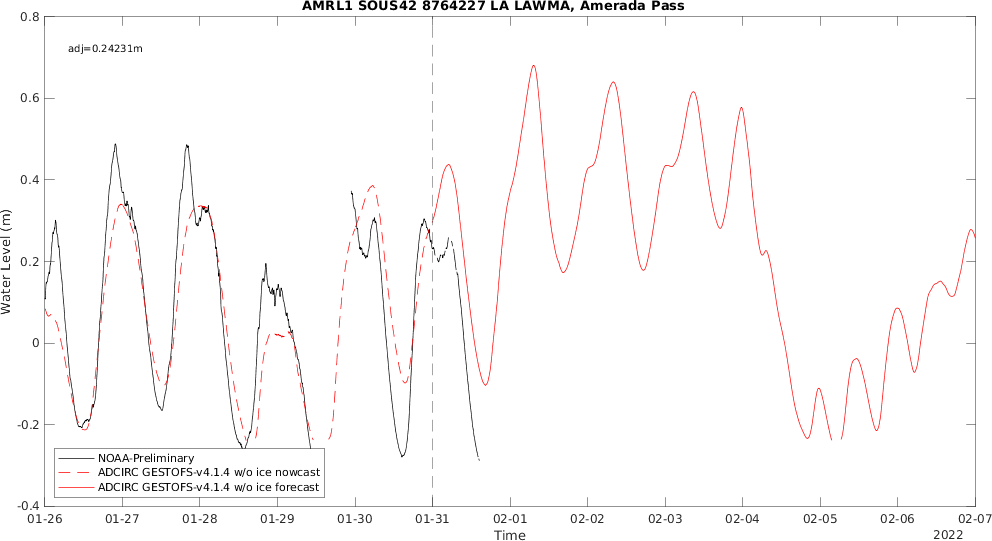 AMRL1 SOUS42 8764227 LA LAWMA, Amerada Pass
adj=0.24231m
Water Level (m)
0.8
0.6
0.4
0.2
0
-0.2
-0.4
NOAA-Preliminary
ADCIRC GESTOFS-v4.1.4 w/o ice nowcast
ADCIRC GESTOFS-v4.1.4 w/o ice forecast
01-26 01-27 01-28 01-29 01-30 01-31 02-01 02-02 02-03 02-04 02-05 02-06 02-07
Time
2022